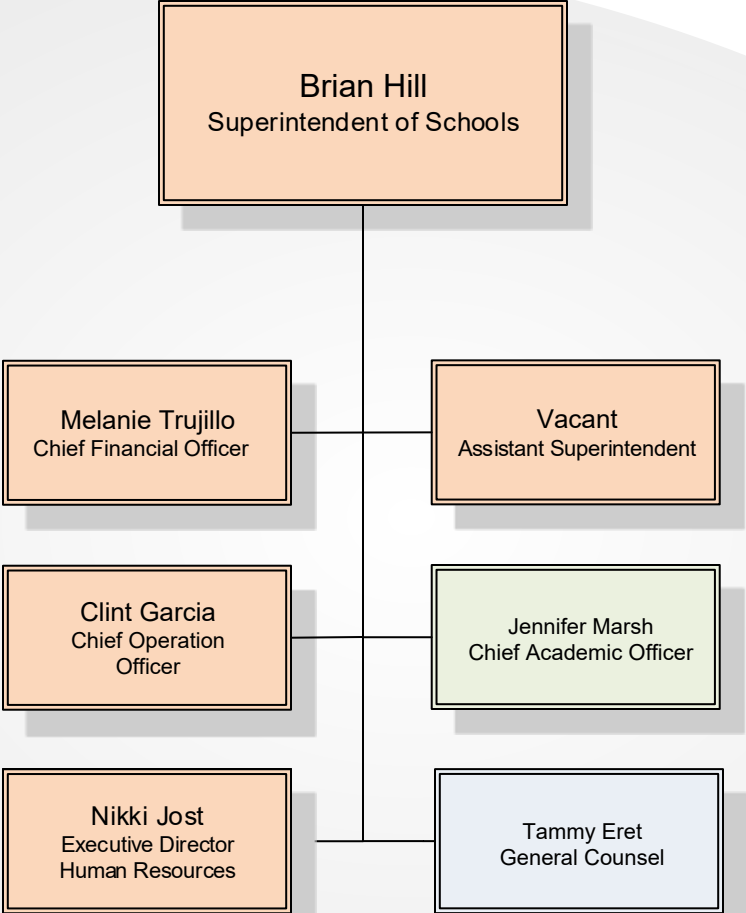 Brian Hill
Superintendent of Schools
Melanie Trujillo
Chief Financial Officer
Vacant
Assistant Superintendent
Clint Garcia
Chief Operation
Officer
Jennifer Marsh
Chief Academic Officer
Nikki Jost
Executive Director
Human Resources
Tammy Eret
General Counsel